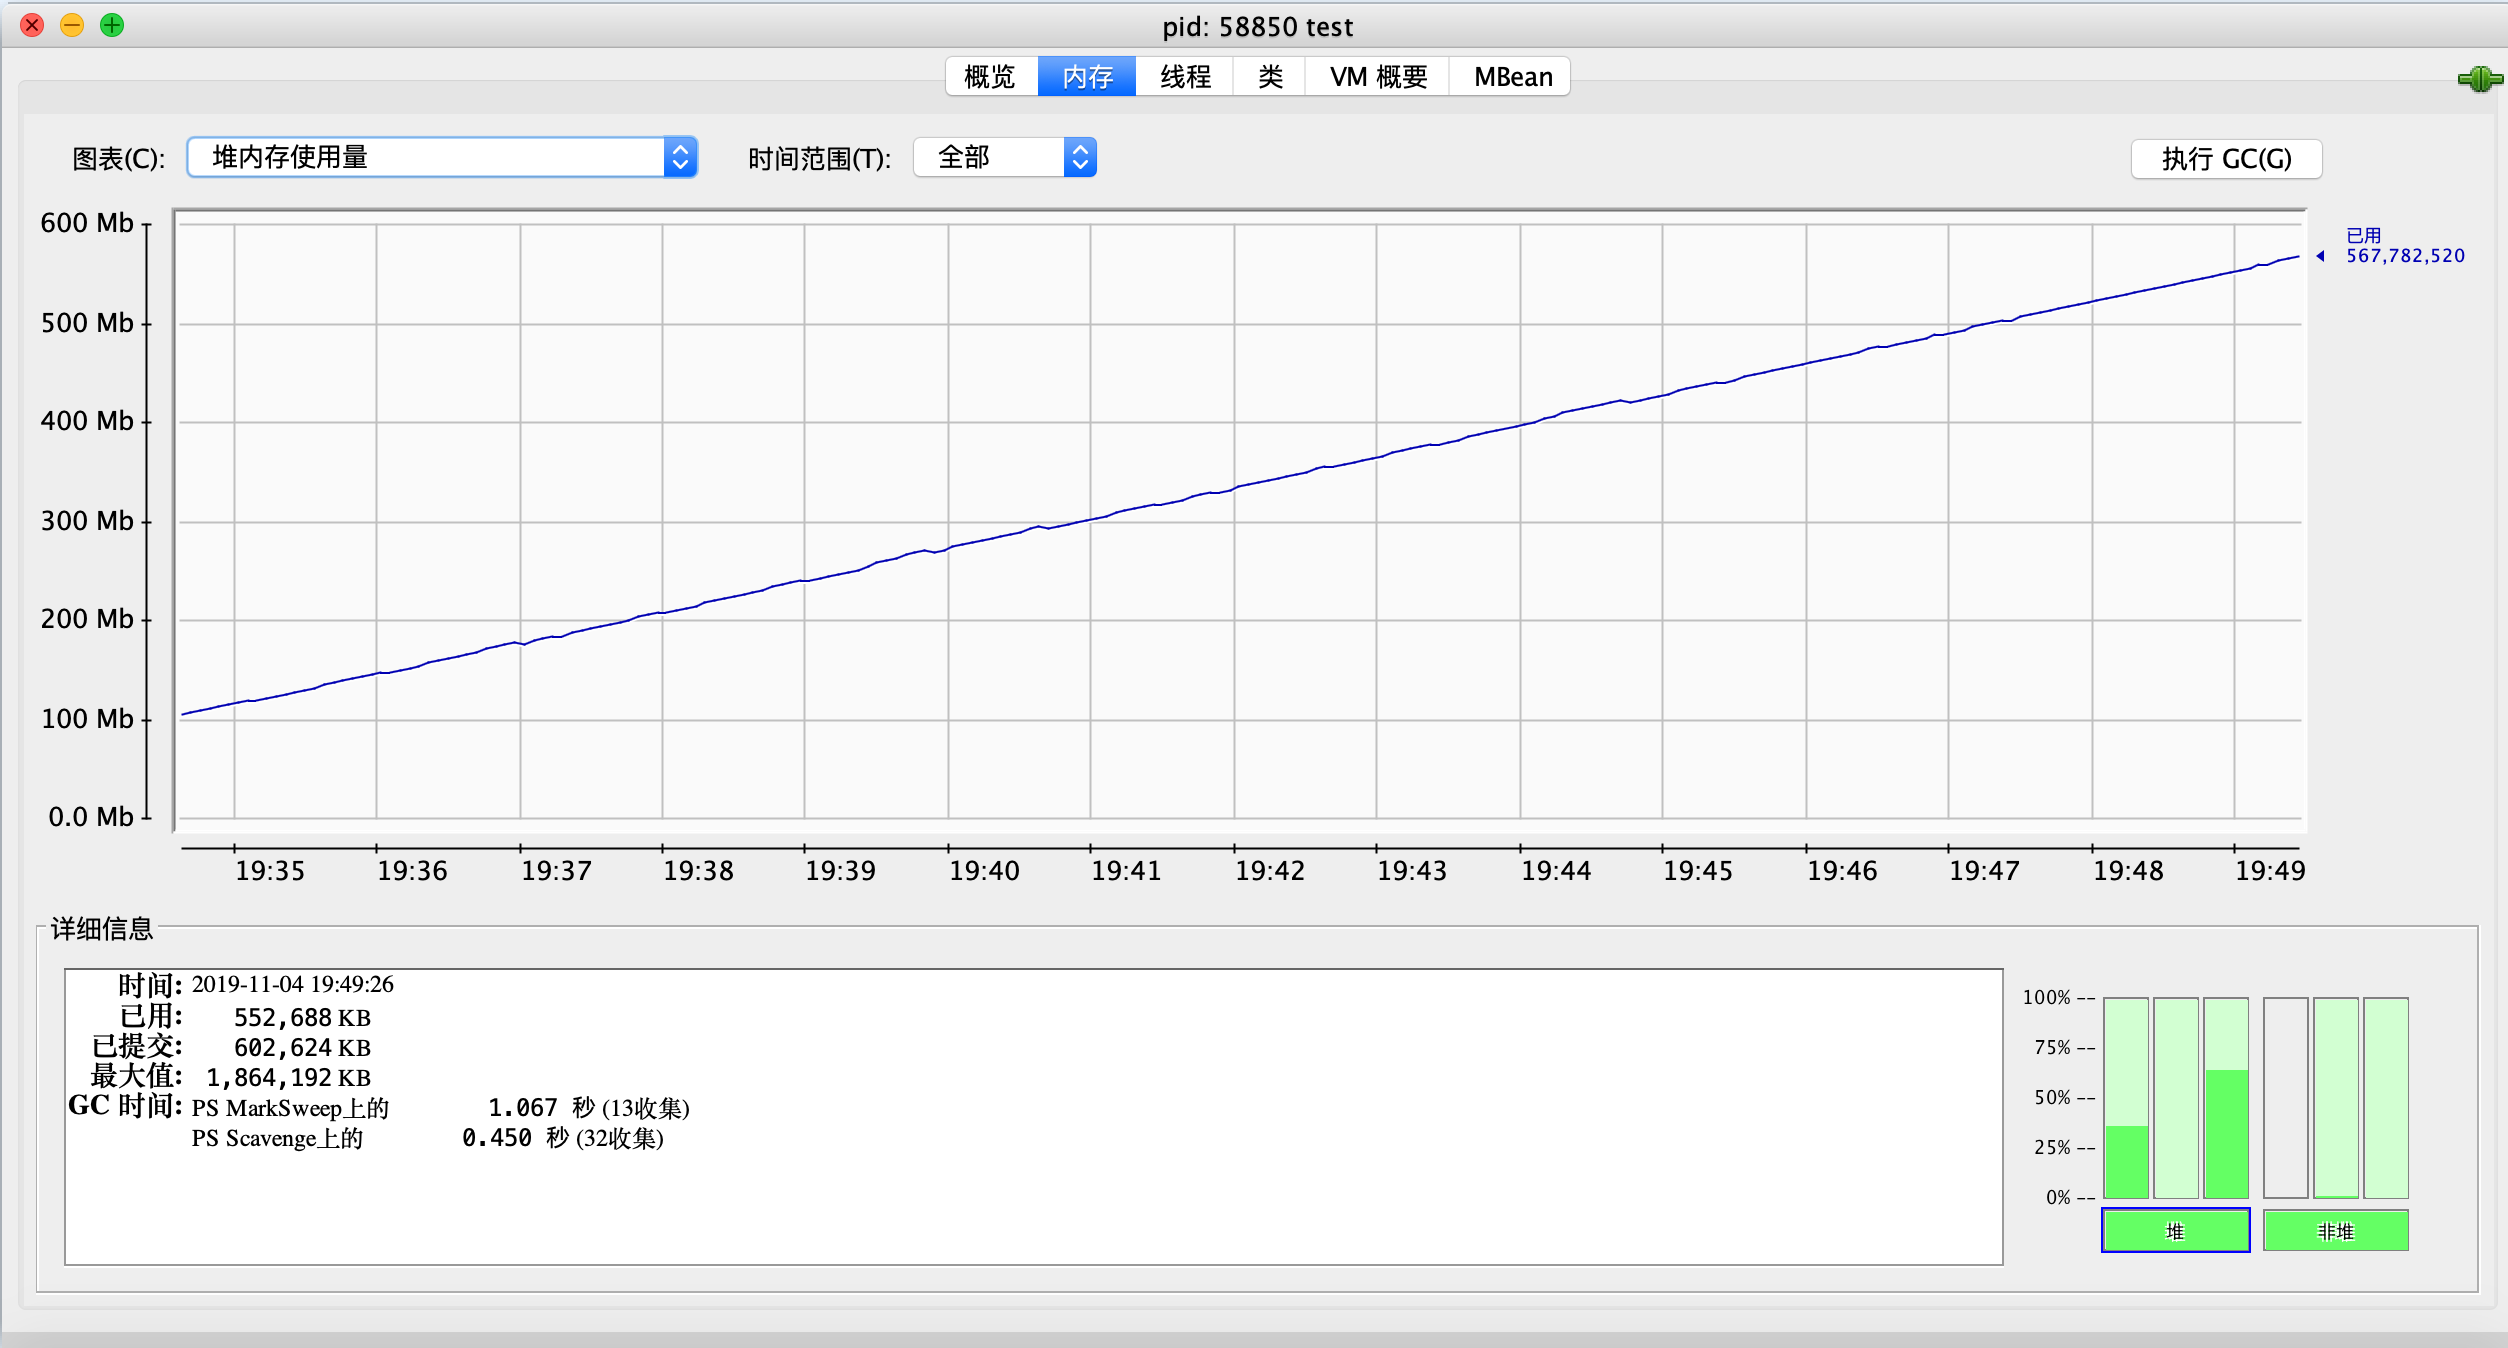 pid: 58850 test
概览 内存 线程 类 VM 概要 MBean
图表(C): 堆内存使用量 时间范围(T): 全部 执行 GC(G)
600 Mb
500 Mb
400 Mb
300 Mb
200 Mb
100 Mb
0.0 Mb
已用
567,782,520
19:35 19:36 19:37 19:38 19:39 19:40 19:41 19:42 19:43 19:44 19:45 19:46 19:47 19:48 19:49
详细信息
时间: 2019-11-04 19:49:26
已用: 552,688 KB
已提交: 602,624 KB
最大值: 1,864,192 KB
GC 时间: PS MarkSweep上的 1.067 秒 (13收集)
PS Scavenge上的 0.450 秒 (32收集)
100% --
75% --
50% --
25% --
0% --
堆 非堆